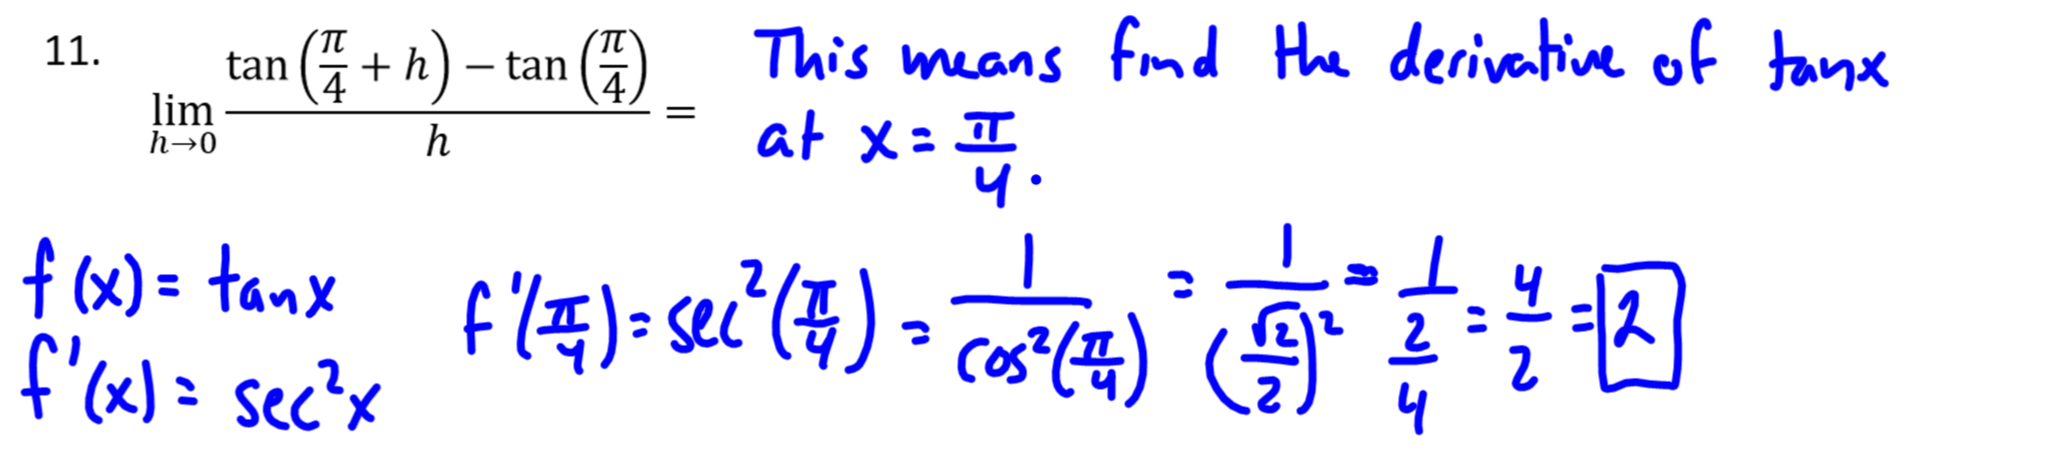 11. lim h→0 (tan(π/4 + h) − tan(π/4)) / h = This means find the derivative of tanx
at x = π/4.
f(x) = tanx
f'(x) = sec²x
f'(π/4) = sec²(π/4) = 1/cos²(π/4) = 1/(√2/2)² = 1/(2/4) = 4/2 = 2